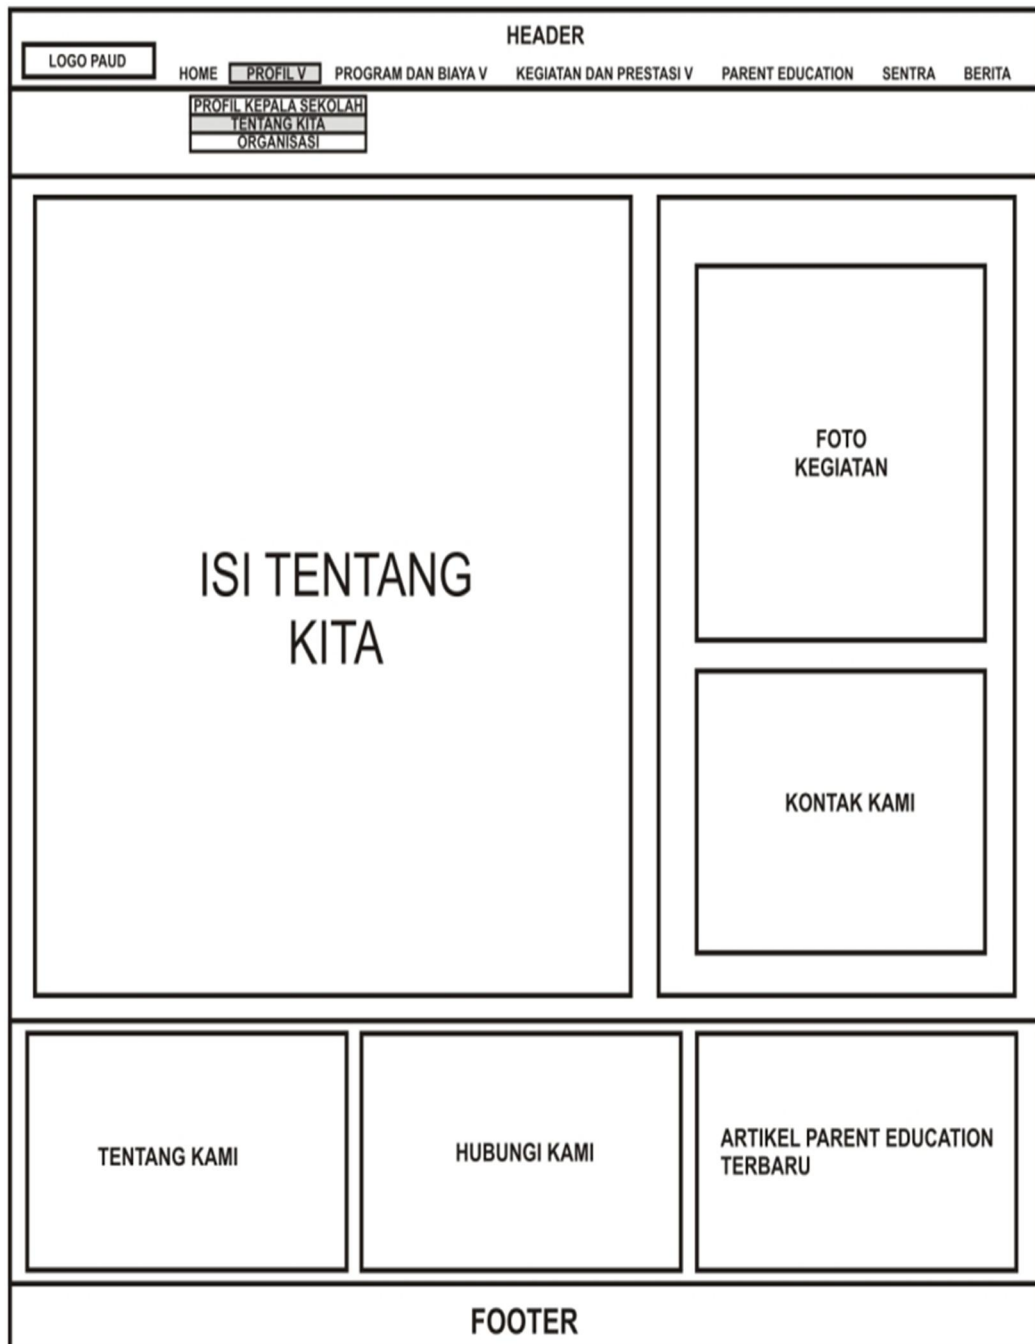 HEADER
LOGO PAUD
HOME PROFIL V PROGRAM DAN BIAYA V KEGIATAN DAN PRESTASI V PARENT EDUCATION SENTRA BERITA
PROFIL KEPALA SEKOLAH
TENTANG KITA
ORGANISASI
ISI TENTANG
KITA
FOTO
KEGIATAN
KONTAK KAMI
TENTANG KAMI
HUBUNGI KAMI
ARTIKEL PARENT EDUCATION
TERBARU
FOOTER